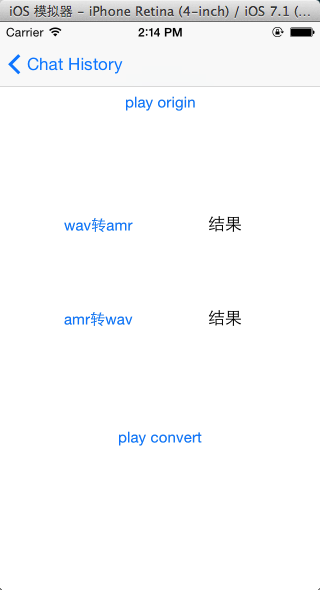 iOS 模拟器 – iPhone Retina (4-inch) / iOS 7.1 (...
Carrier 2:14 PM
Chat History
play origin
wav转amr 结果
amr转wav 结果
play convert